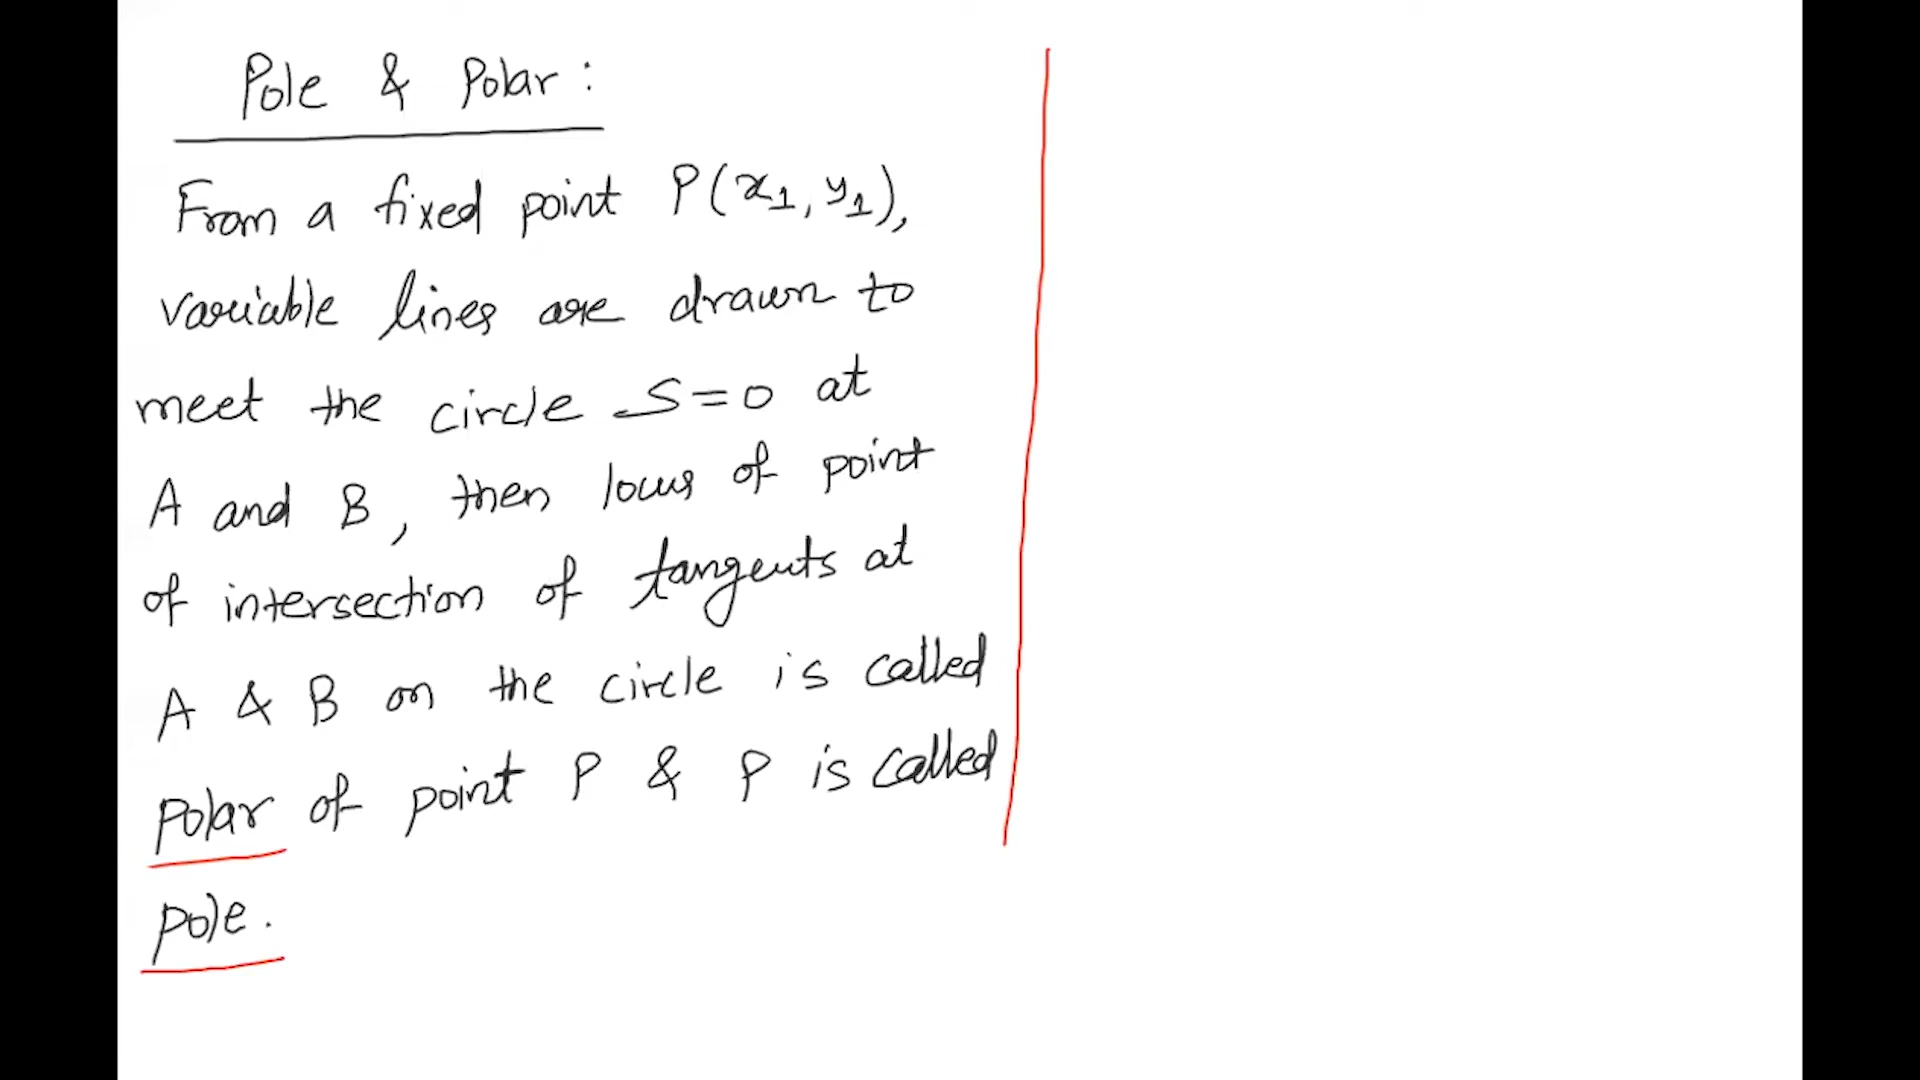 Pole & Polar :
From a fixed point P(x₁, y₁),
variable lines are drawn to
meet the circle S=0 at
A and B, then locus of point
of intersection of tangents at
A & B on the circle is called
polar of point P & P is called
pole.